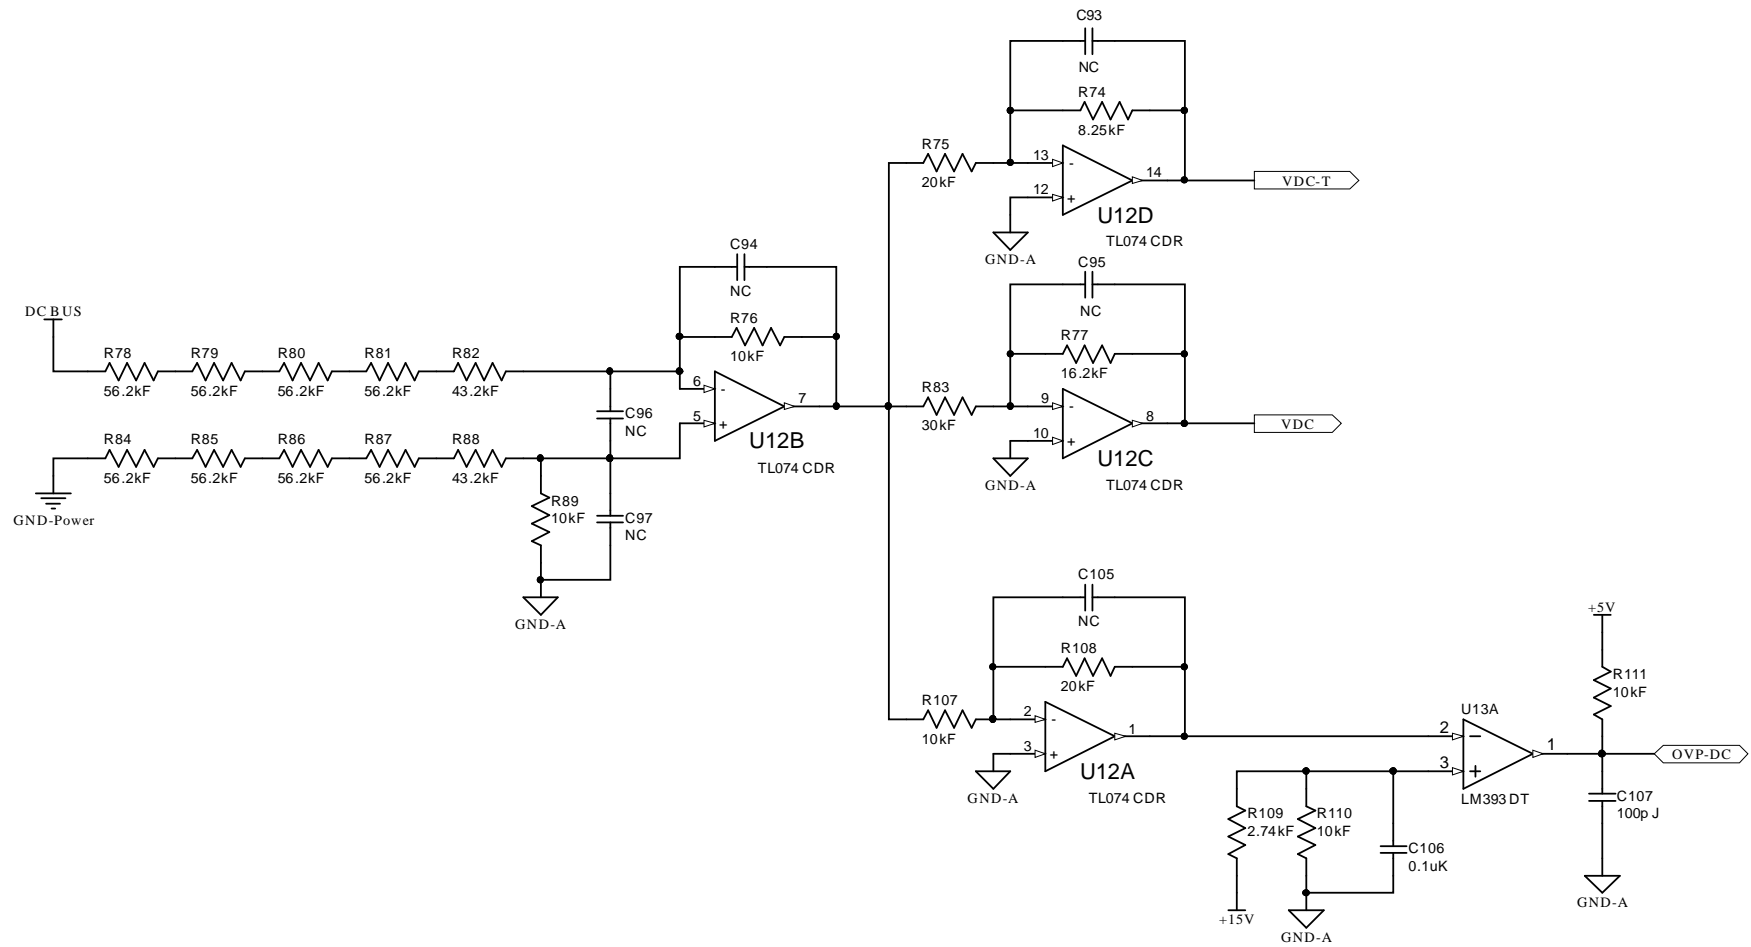 C93
NC
R74
8.25kF
R75
20kF
13
-
12
+
14
U12D
TL074 CDR
GND-A
VDC-T
C94
NC
R76
10kF
DC BUS
R78
56.2kF
R79
56.2kF
R80
56.2kF
R81
56.2kF
R82
43.2kF
6
-
5
+
7
U12B
TL074 CDR
C96
NC
R84
56.2kF
R85
56.2kF
R86
56.2kF
R87
56.2kF
R88
43.2kF
GND-Power
R89
10kF
C97
NC
GND-A
C95
NC
R77
16.2kF
R83
30kF
9
-
10
+
8
U12C
TL074 CDR
GND-A
VDC
C105
NC
R108
20kF
R107
10kF
2
-
3
+
1
U12A
TL074 CDR
GND-A
+5V
R111
10kF
U13A
2
−
3
+
1
LM393 DT
OVP-DC
C107
100p J
GND-A
R109
2.74kF
R110
10kF
C106
0.1uK
+15V
GND-A